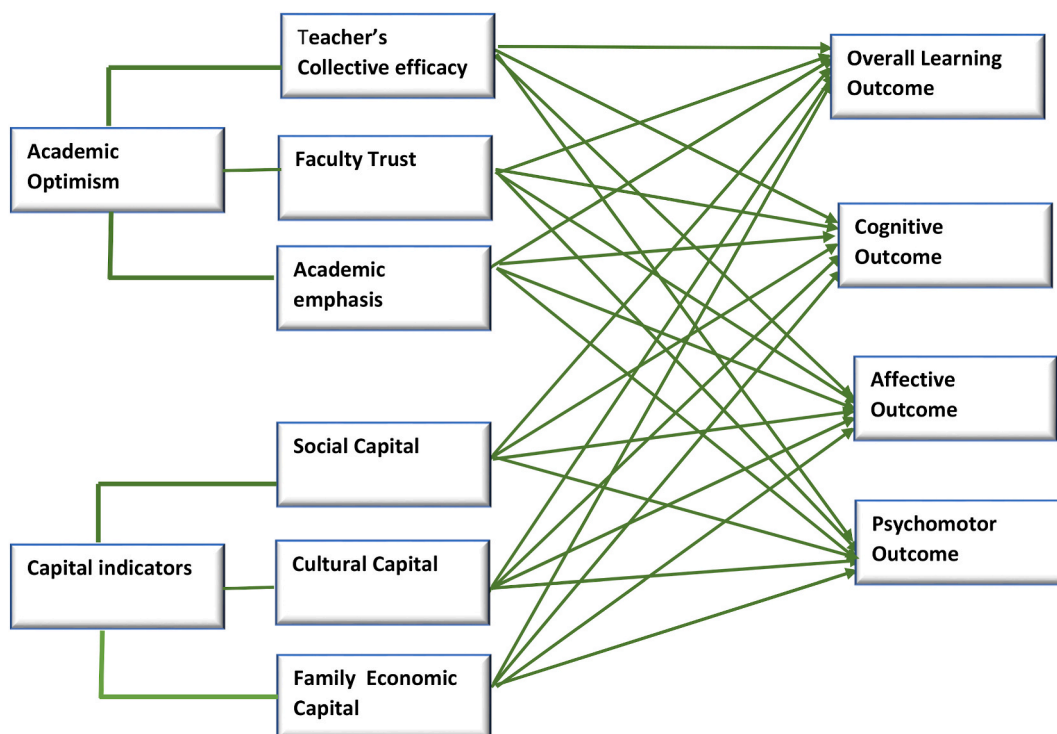 Teacher's
Collective efficacy
Overall Learning
Outcome
Academic
Optimism
Faculty Trust
Cognitive
Outcome
Academic
emphasis
Affective
Outcome
Social Capital
Psychomotor
Outcome
Capital indicators
Cultural Capital
Family Economic
Capital